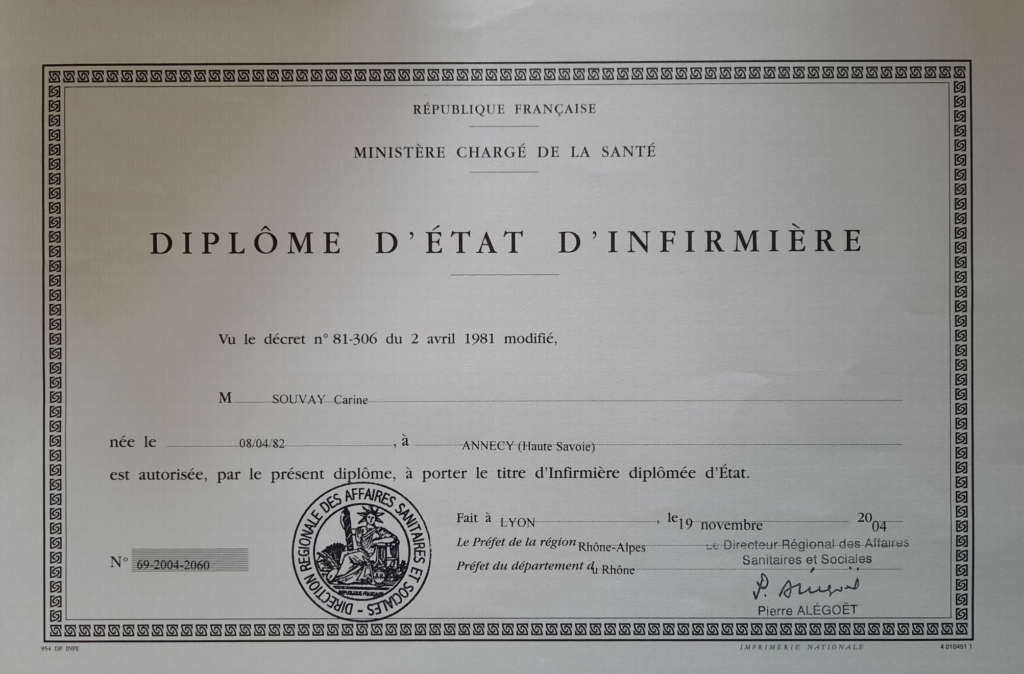 RÉPUBLIQUE FRANÇAISE
MINISTÈRE CHARGÉ DE LA SANTÉ
DIPLÔME D'ÉTAT D'INFIRMIÈRE
Vu le décret n° 81-306 du 2 avril 1981 modifié,
M SOUVAY Carine
née le 08/04/82 , à ANNECY (Haute Savoie)
est autorisée, par le présent diplôme, à porter le titre d'Infirmière diplômée d'État.
Fait à LYON , le 19 novembre 2004
Le Préfet de la région Rhône-Alpes
Préfet du département du Rhône
Le Directeur Régional des Affaires
Sanitaires et Sociales
Pierre ALÉGOËT
N° 69-2004-2060
DIRECTION REGIONALE DES AFFAIRES SANITAIRES ET SOCIALES
REPUBLIQUE FRANÇAISE
954 DP INFE
IMPRIMERIE NATIONALE
4 010451 1